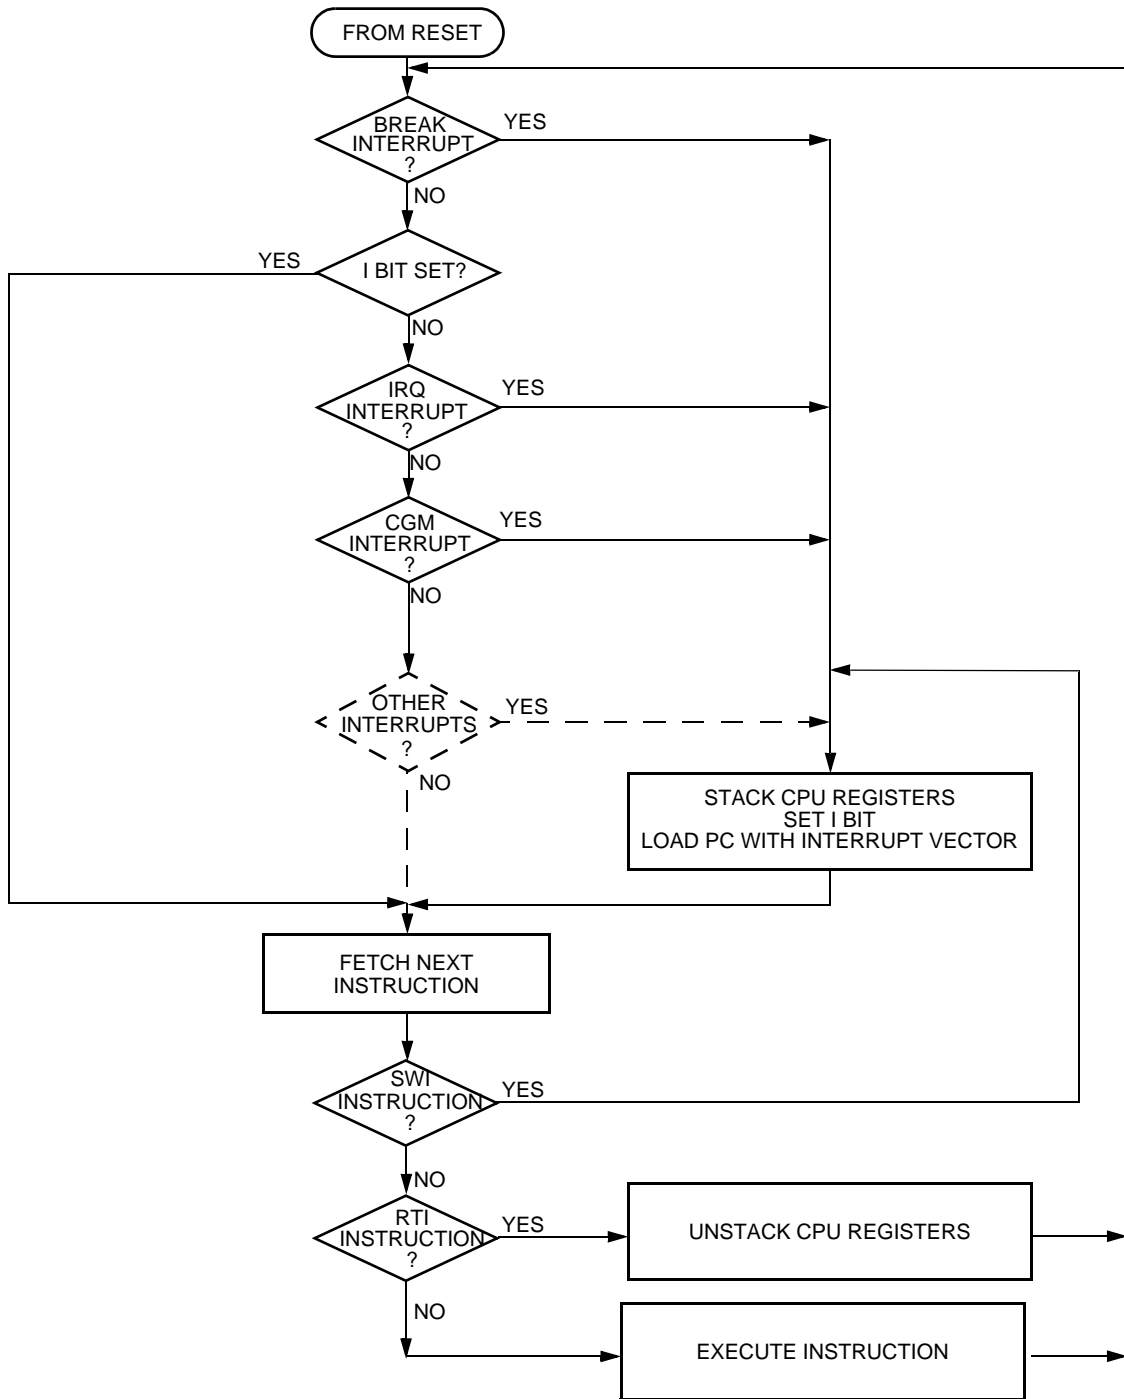 FROM RESET
BREAK
INTERRUPT
?
YES
NO
I BIT SET?
YES
NO
IRQ
INTERRUPT
?
YES
NO
CGM
INTERRUPT
?
YES
NO
OTHER
INTERRUPTS
?
YES
NO
STACK CPU REGISTERS
SET I BIT
LOAD PC WITH INTERRUPT VECTOR
FETCH NEXT
INSTRUCTION
SWI
INSTRUCTION
?
YES
NO
RTI
INSTRUCTION
?
YES
UNSTACK CPU REGISTERS
NO
EXECUTE INSTRUCTION